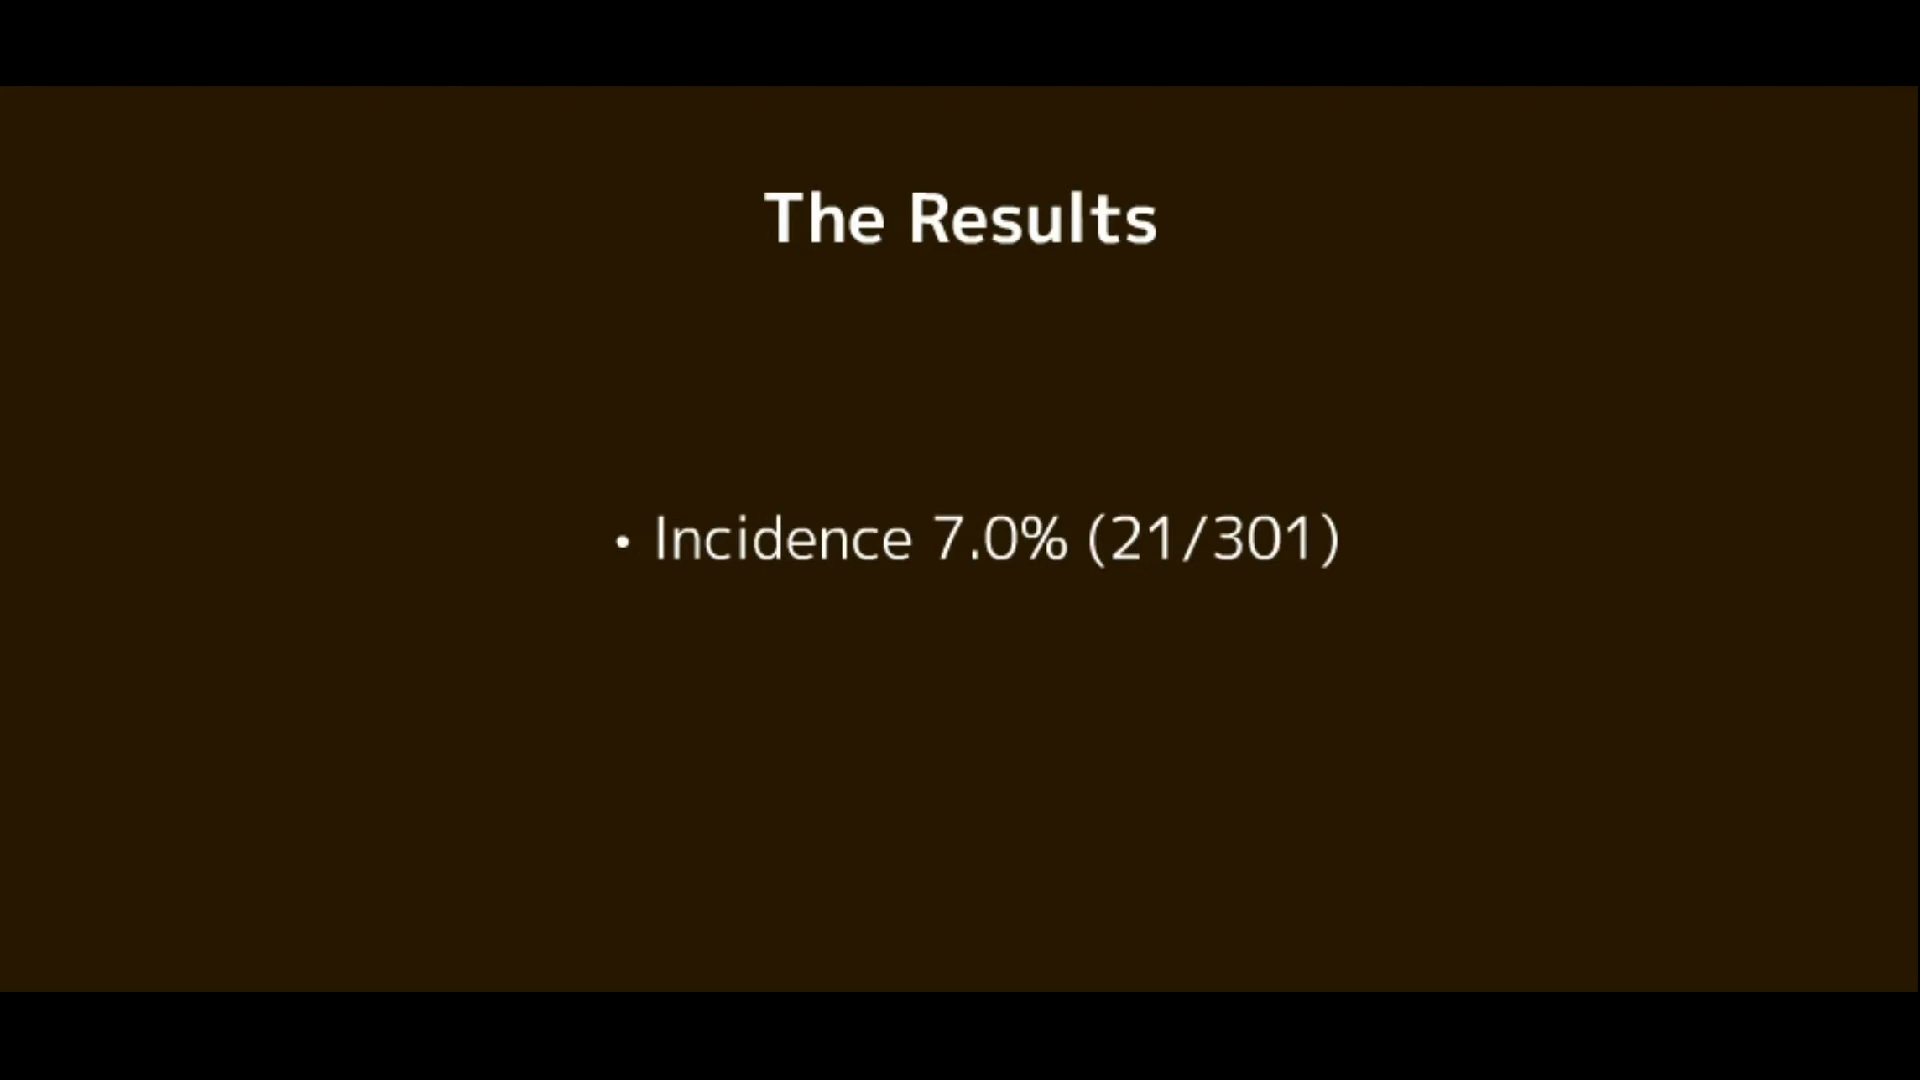 The Results
• Incidence 7.0% (21/301)